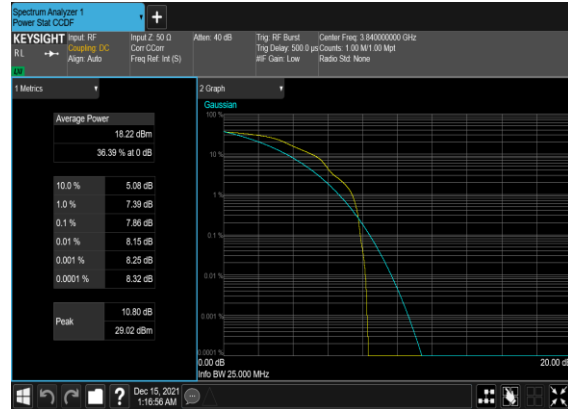 Spectrum Analyzer 1
Power Stat CCDF
KEYSIGHT
Input: RF
Coupling: DC
Align: Auto
Input Z: 50 Ω
Corr CCorr
Freq Ref: Int (S)
Atten: 40 dB
Trig: RF Burst
Trig Delay: 500.0 µs
#IF Gain: Low
Center Freq: 3.840000000 GHz
Counts: 1.00 M/1.00 Mpt
Radio Std: None
RL
1 Metrics
Average Power
18.22 dBm
36.39 % at 0 dB
10.0 % 5.08 dB
1.0 % 7.39 dB
0.1 % 7.86 dB
0.01 % 8.15 dB
0.001 % 8.25 dB
0.0001 % 8.32 dB
Peak 10.80 dB
29.02 dBm
2 Graph
Gaussian
100 %
10 %
1 %
0.1 %
0.01 %
0.001 %
0.0001 %
0.00 dB 20.00 dB
Info BW 25.000 MHz
?
Dec 15, 2021
1:16:56 AM